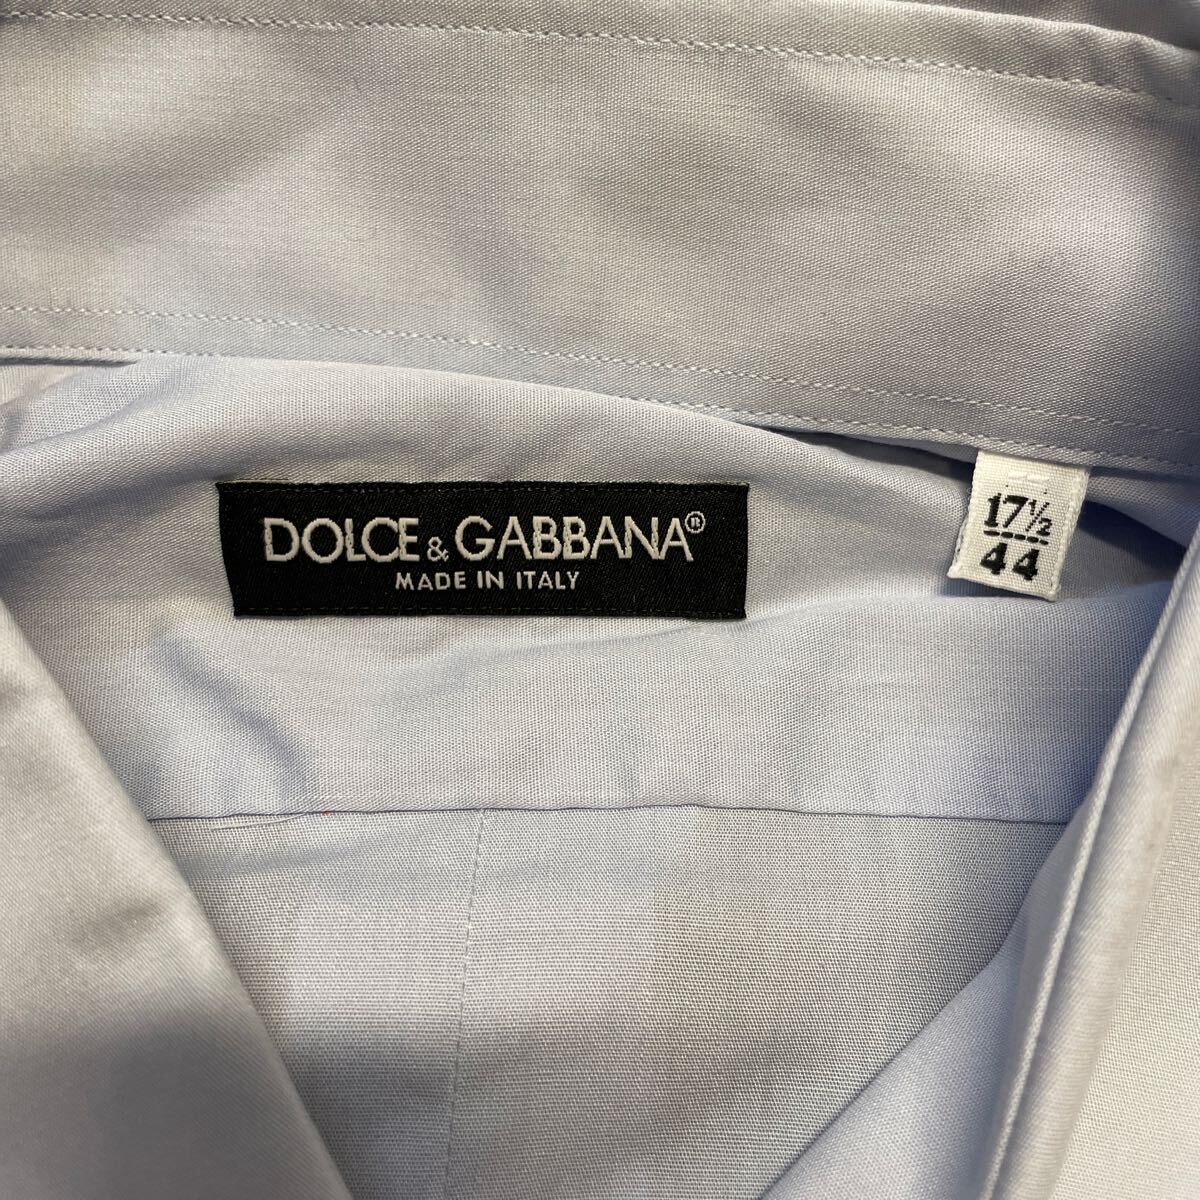 DOLCE & GABBANA®
MADE IN ITALY
17½
44